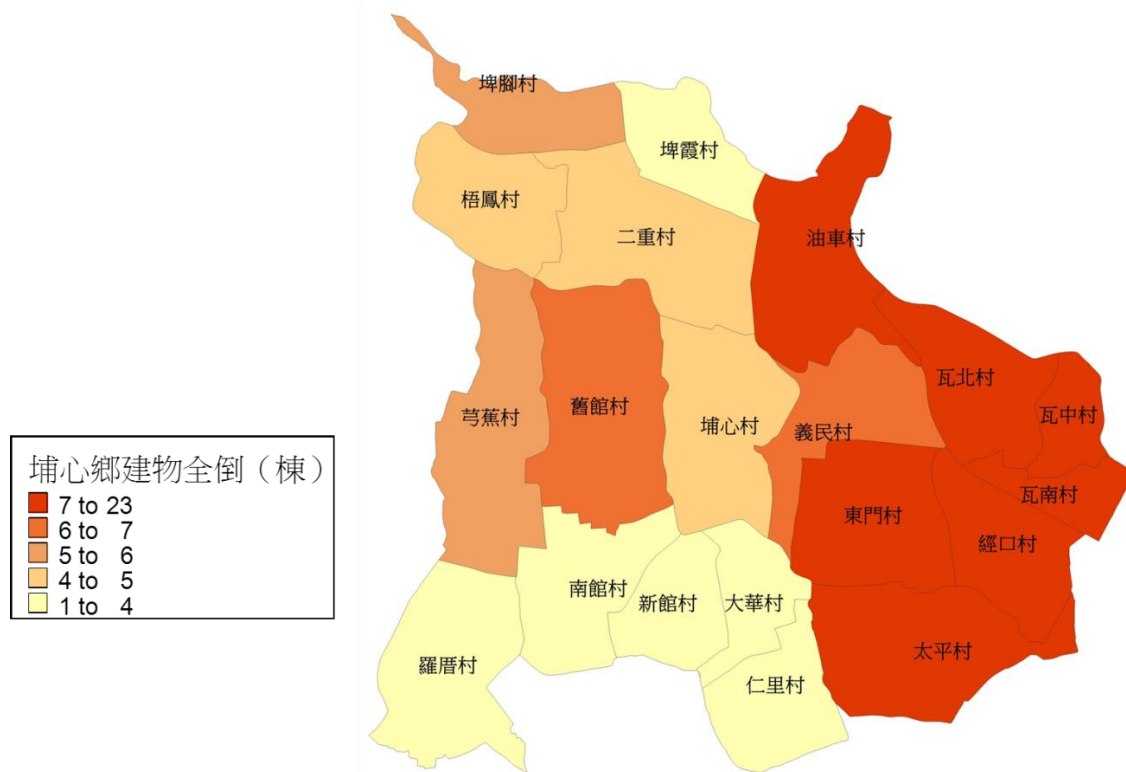 埤腳村
埤霞村
梧鳳村
二重村
油車村
瓦北村
瓦中村
芎蕉村
舊館村
埔心村
義民村
瓦南村
東門村
經口村
南館村
新館村
大華村
太平村
羅厝村
仁里村
埔心鄉建物全倒（棟）
7 to 23
6 to 7
5 to 6
4 to 5
1 to 4